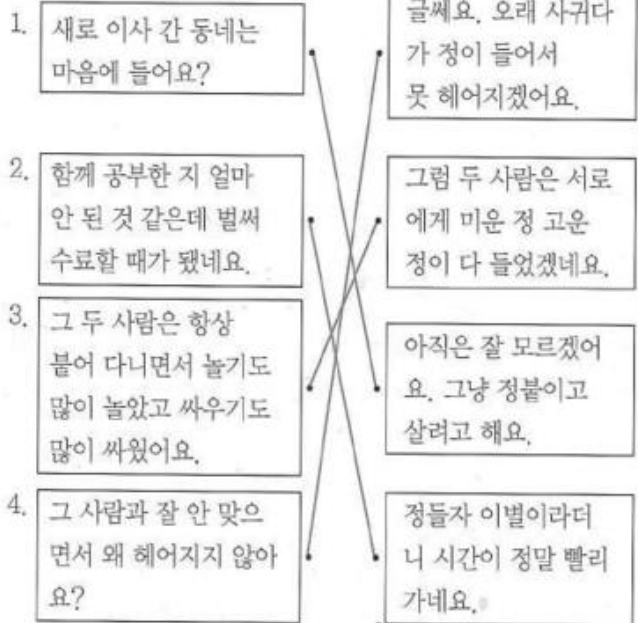 1. 새로 이사 간 동네는
마음에 들어요?
글쎄요. 오래 사귀다
가 정이 들어서
못 헤어지겠어요.
2. 함께 공부한 지 얼마
안 된 것 같은데 벌써
수료할 때가 됐네요.
그럼 두 사람은 서로
에게 미운 정 고운
정이 다 들었겠네요.
3. 그 두 사람은 항상
붙어 다니면서 놀기도
많이 놀았고 싸우기도
많이 싸웠어요.
아직은 잘 모르겠어
요. 그냥 정붙이고
살려고 해요.
4. 그 사람과 잘 안 맞으
면서 왜 헤어지지 않아
요?
정들자 이별이라더
니 시간이 정말 빨리
가네요.